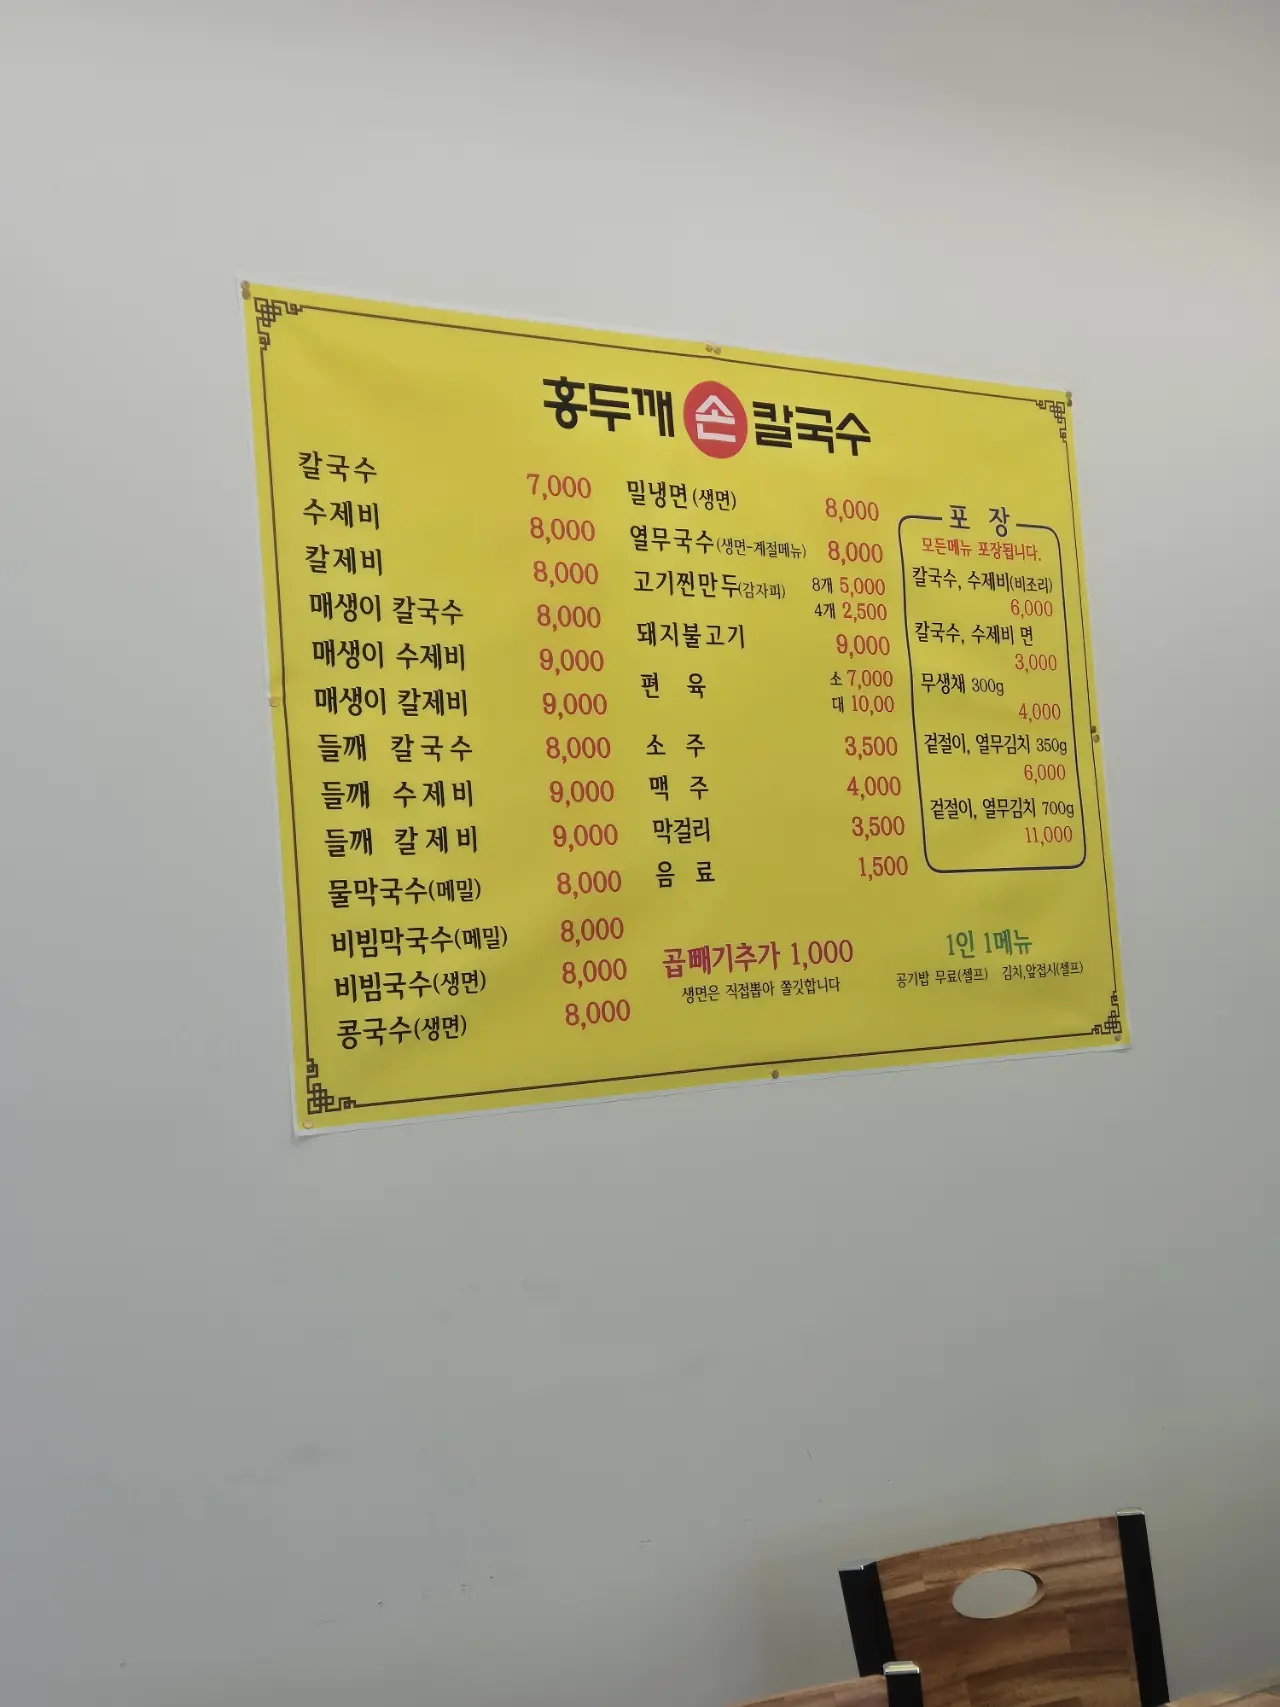 홍두깨 손 칼국수
칼국수 7,000
수제비 8,000
칼제비 8,000
매생이 칼국수 8,000
매생이 수제비 9,000
매생이 칼제비 9,000
들깨 칼국수 8,000
들깨 수제비 9,000
들깨 칼제비 9,000
물막국수(메밀) 8,000
비빔막국수(메밀) 8,000
비빔국수(생면) 8,000
콩국수(생면) 8,000
밀냉면(생면) 8,000
열무국수(생면-계절메뉴) 8,000
고기찐만두(감자피) 8개 5,000
4개 2,500
돼지불고기 9,000
편 육 소 7,000
대 10,00
소 주 3,500
맥 주 4,000
막걸리 3,500
음 료 1,500
곱빼기추가 1,000
생면은 직접뽑아 쫄깃합니다
포 장
모든메뉴 포장됩니다.
칼국수, 수제비(비조리)
6,000
칼국수, 수제비 면
3,000
무생채 300g
4,000
겉절이, 열무김치 350g
6,000
겉절이, 열무김치 700g
11,000
1인 1메뉴
공기밥 무료(셀프) 김치,앞접시(셀프)